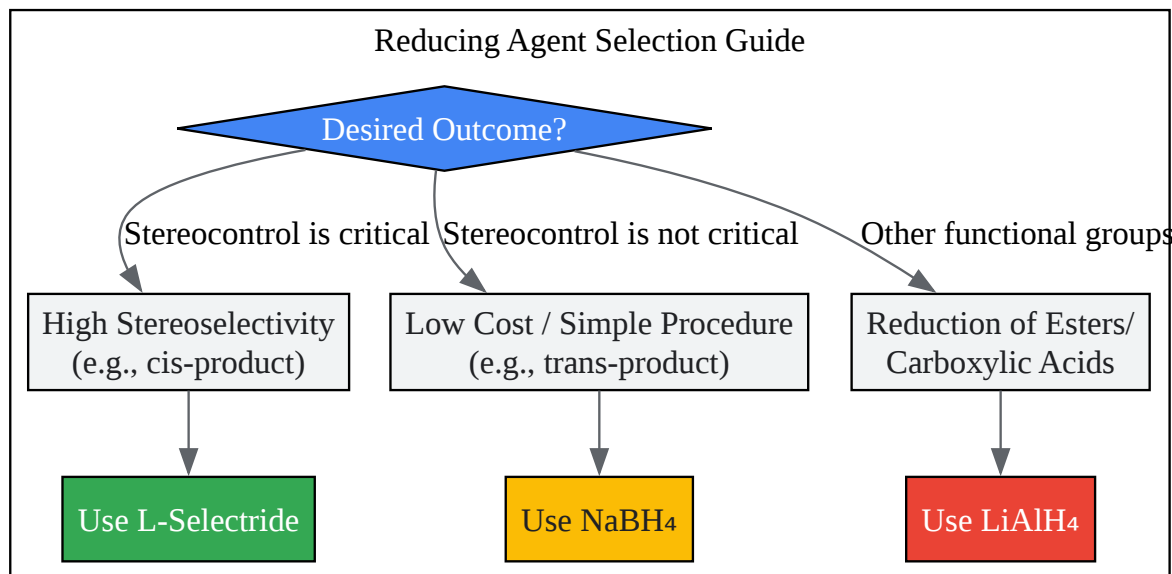 Reducing Agent Selection Guide
Desired Outcome?
Stereocontrol is critical
Stereocontrol is not critical
Other functional groups
High Stereoselectivity
(e.g., cis-product)
Low Cost / Simple Procedure
(e.g., trans-product)
Reduction of Esters/
Carboxylic Acids
Use L-Selectride
Use NaBH₄
Use LiAlH₄